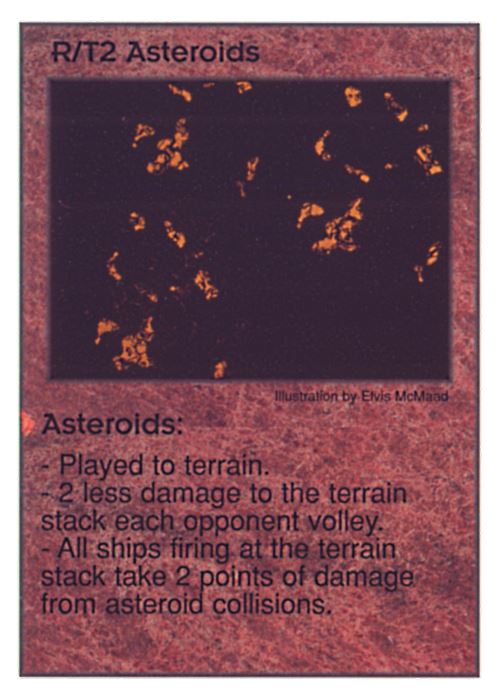 R/T2 Asteroids
Illustration by Elvis McMaad
Asteroids:
- Played to terrain.
- 2 less damage to the terrain
stack each opponent volley.
- All ships firing at the terrain
stack take 2 points of damage
from asteroid collisions.